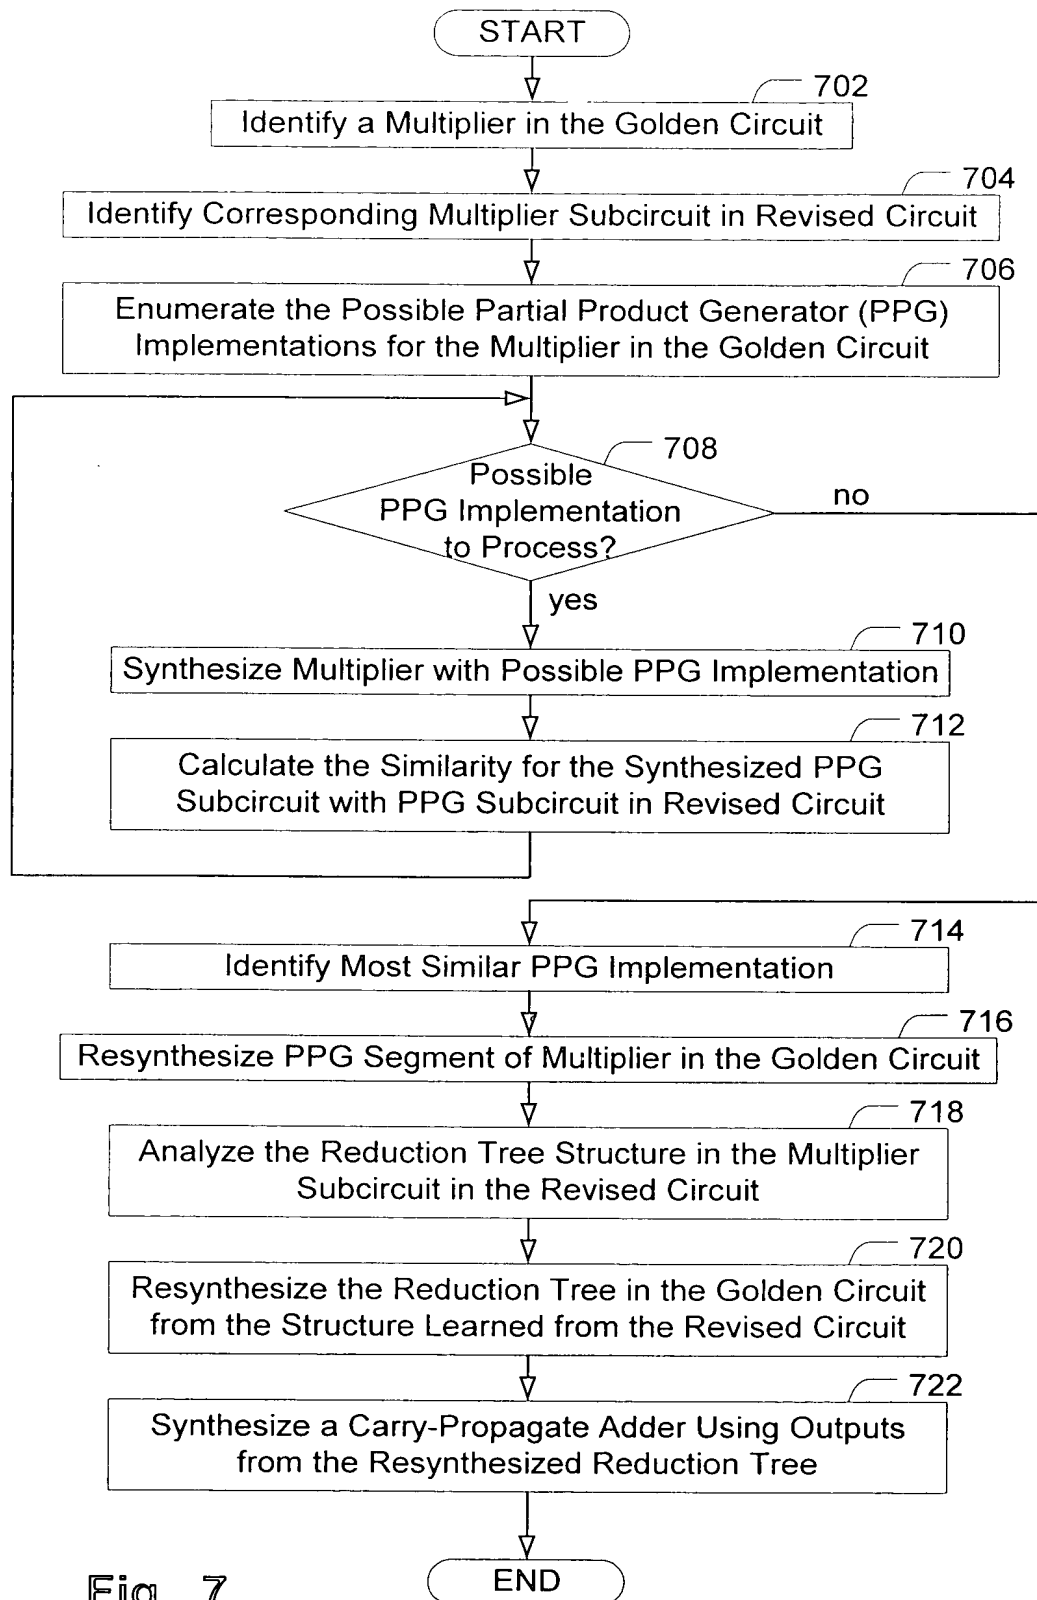 START
702
Identify a Multiplier in the Golden Circuit
704
Identify Corresponding Multiplier Subcircuit in Revised Circuit
706
Enumerate the Possible Partial Product Generator (PPG)
Implementations for the Multiplier in the Golden Circuit
708
Possible
PPG Implementation
to Process?
no
yes
710
Synthesize Multiplier with Possible PPG Implementation
712
Calculate the Similarity for the Synthesized PPG
Subcircuit with PPG Subcircuit in Revised Circuit
714
Identify Most Similar PPG Implementation
716
Resynthesize PPG Segment of Multiplier in the Golden Circuit
718
Analyze the Reduction Tree Structure in the Multiplier
Subcircuit in the Revised Circuit
720
Resynthesize the Reduction Tree in the Golden Circuit
from the Structure Learned from the Revised Circuit
722
Synthesize a Carry-Propagate Adder Using Outputs
from the Resynthesized Reduction Tree
END
Fig. 7